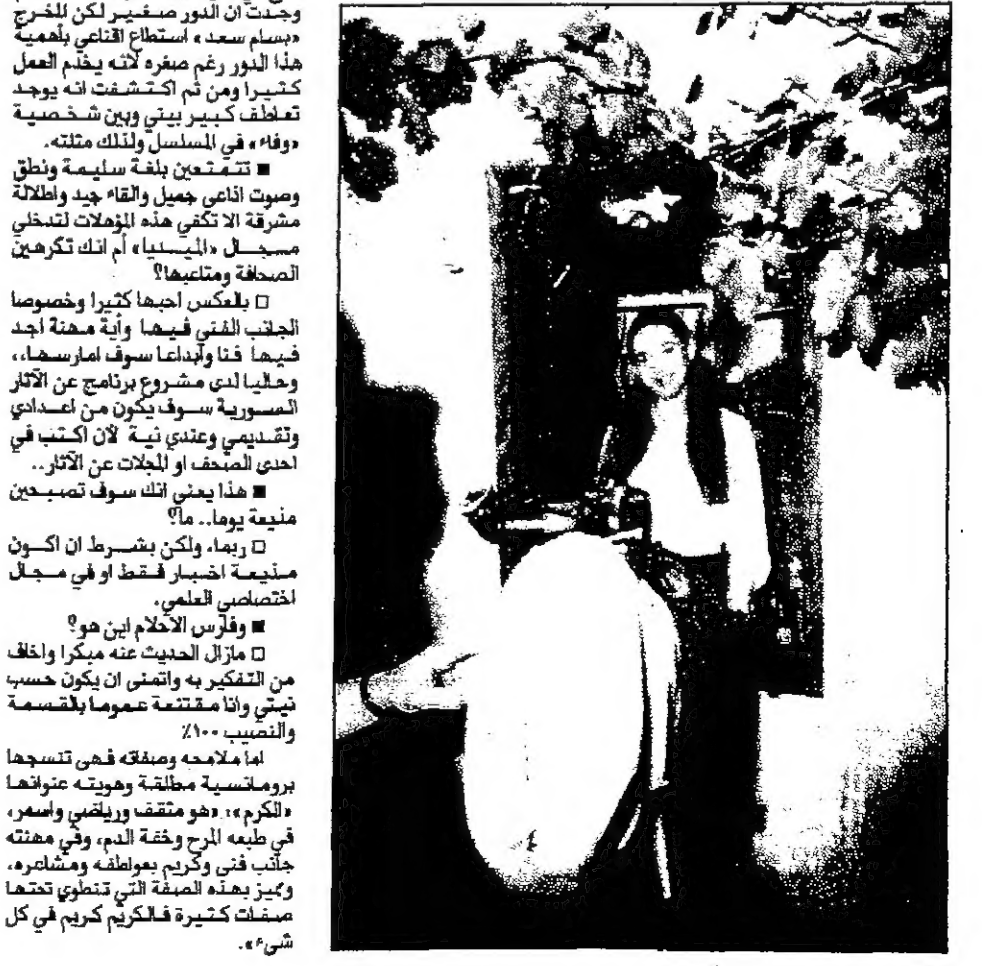 وجدت ان الدور صغير لكن المخرج
«بسام سعد» استطاع اقناعي بأهمية
هذا الدور رغم صغره لأنه يخدم العمل
كثيرا ومن ثم اكتشفت انه يوجد
تعاطف كبير بيني وبين شخصية
«وفاء» في المسلسل ولذلك مثلته.
■ تتمتعين بلغة سليمة ونطق
وصوت اذاعي جميل والقاء جيد واطلالة
مشرقة الا تكفي هذه المؤهلات لتدخلي
مجال «الميديا» أم انك تكرهين
الصحافة ومتاعبها؟
□ بالعكس احبها كثيرا وخصوصا
الجانب الفني فيها وأية مهنة اجد
فيها فنا وابداعا سوف امارسها،،
وحاليا لدى مشروع برنامج عن الآثار
السورية سوف يكون من اعدادي
وتقديمي وعندي نية لأن اكتب في
احدى الصحف او المجلات عن الآثار..
■ هذا يعني انك سوف تصبحين
مذيعة يوما.. ما؟
□ ربما، ولكن بشرط ان اكون
مذيعة اخبار فقط او في مجال
اختصاصي العلمي.
■ وفارس الاحلام اين هو؟
□ مازال الحديث عنه مبكرا واخاف
من التفكير به واتمنى ان يكون حسب
نيتي وانا مقتنعة عموما بالقسمة
والنصيب ١٠٠٪
اما ملامحه وصفاته فهي تنسجها
برومانسية مطلقة وهويته عنوانها
«الكرم»: «هو مثقف ورياضي واسمر،
في طبعه المرح وخفة الدم، وفي مهنته
جانب فني وكريم بعواطفه ومشاعره،
ومميز بهذه الصفة التي تنطوي تحتها
صفات كثيرة فالكريم كريم في كل
شيء».